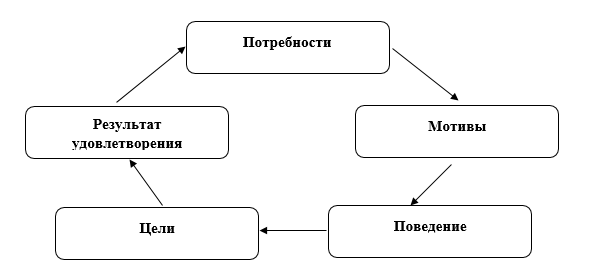 Потребности
Мотивы
Поведение
Цели
Результат
удовлетворения